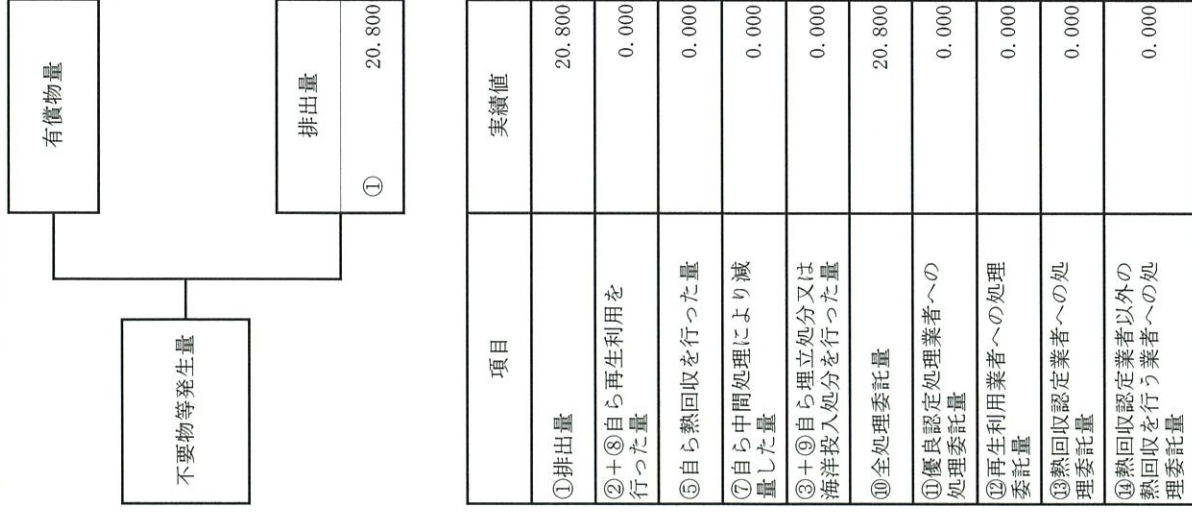 有償物量
不要物等発生量
排出量
① 20.800
項目 実績値
①排出量 20.800
②+⑧自ら再生利用を
行った量 0.000
⑤自ら熱回収を行った量 0.000
⑦自ら中間処理により減
量した量 0.000
③+⑨自ら埋立処分又は
海洋投入処分を行った量 0.000
⑩全処理委託量 20.800
⑪優良認定処理業者への
処理委託量 0.000
⑫再生利用業者への処理
委託量 0.000
⑬熱回収認定業者への処
理委託量 0.000
⑭熱回収認定業者以外の
熱回収を行う業者への処
理委託量 0.000